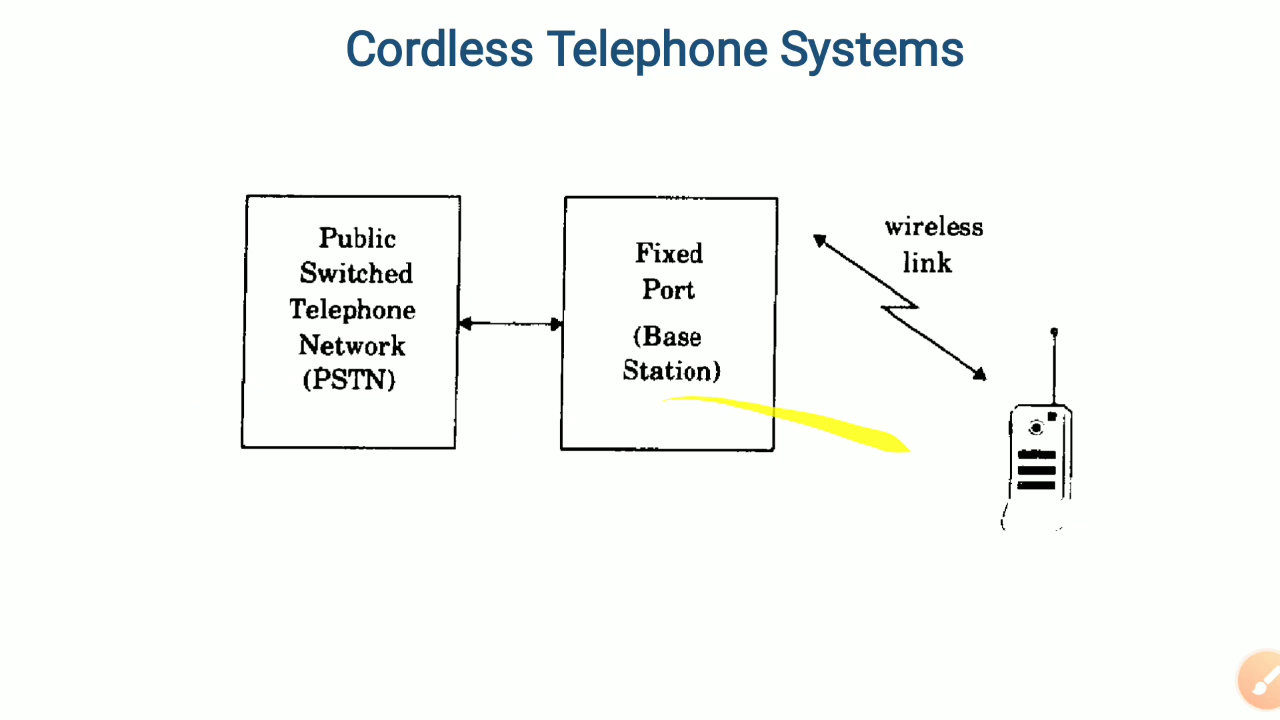 Cordless Telephone Systems
Public
Switched
Telephone
Network
(PSTN)
Fixed
Port
(Base
Station)
wireless
link